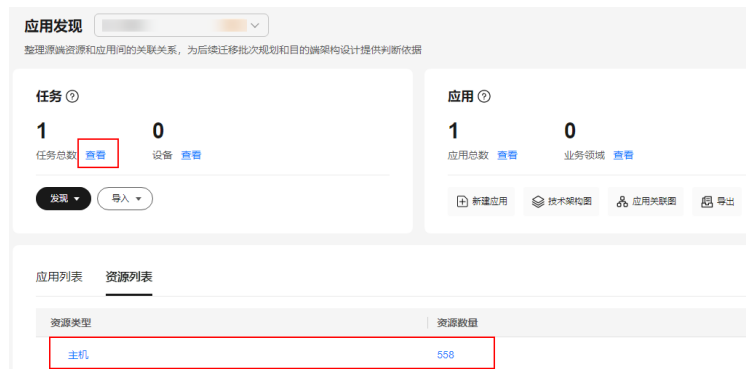 应用发现
整理源端资源和应用间的关联关系，为后续迁移批次规划和目的端架构设计提供判断依据
任务 ?
1 0
任务总数 查看 设备 查看
发现 导入
应用 ?
1 0
应用总数 查看 业务领域 查看
新建应用 技术架构图 应用关联图 导出
应用列表 资源列表
资源类型 资源数量
主机 558